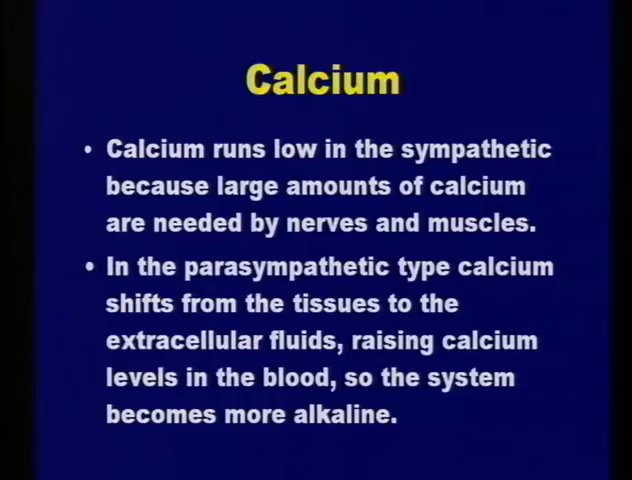 Calcium
• Calcium runs low in the sympathetic
because large amounts of calcium
are needed by nerves and muscles.
• In the parasympathetic type calcium
shifts from the tissues to the
extracellular fluids, raising calcium
levels in the blood, so the system
becomes more alkaline.